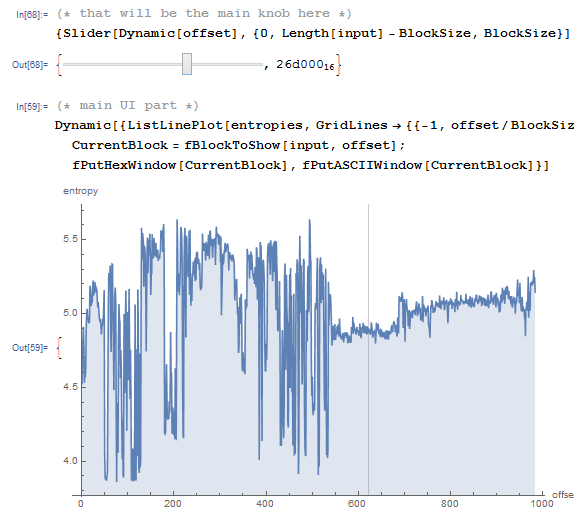 In[68]:= (* that will be the main knob here *)
{Slider[Dynamic[offset], {0, Length[input] - BlockSize, BlockSize}]
Out[68]= { , 26d000₁₆}
In[59]:= (* main UI part *)
Dynamic[{ListLinePlot[entropies, GridLines → {{-1, offset/BlockSiz
CurrentBlock = fBlockToShow[input, offset];
fPutHexWindow[CurrentBlock], fPutASCIIWindow[CurrentBlock]}]
entropy
5.5
5.0
Out[59]= {
4.5
4.0
0 200 400 600 800 1000
offse